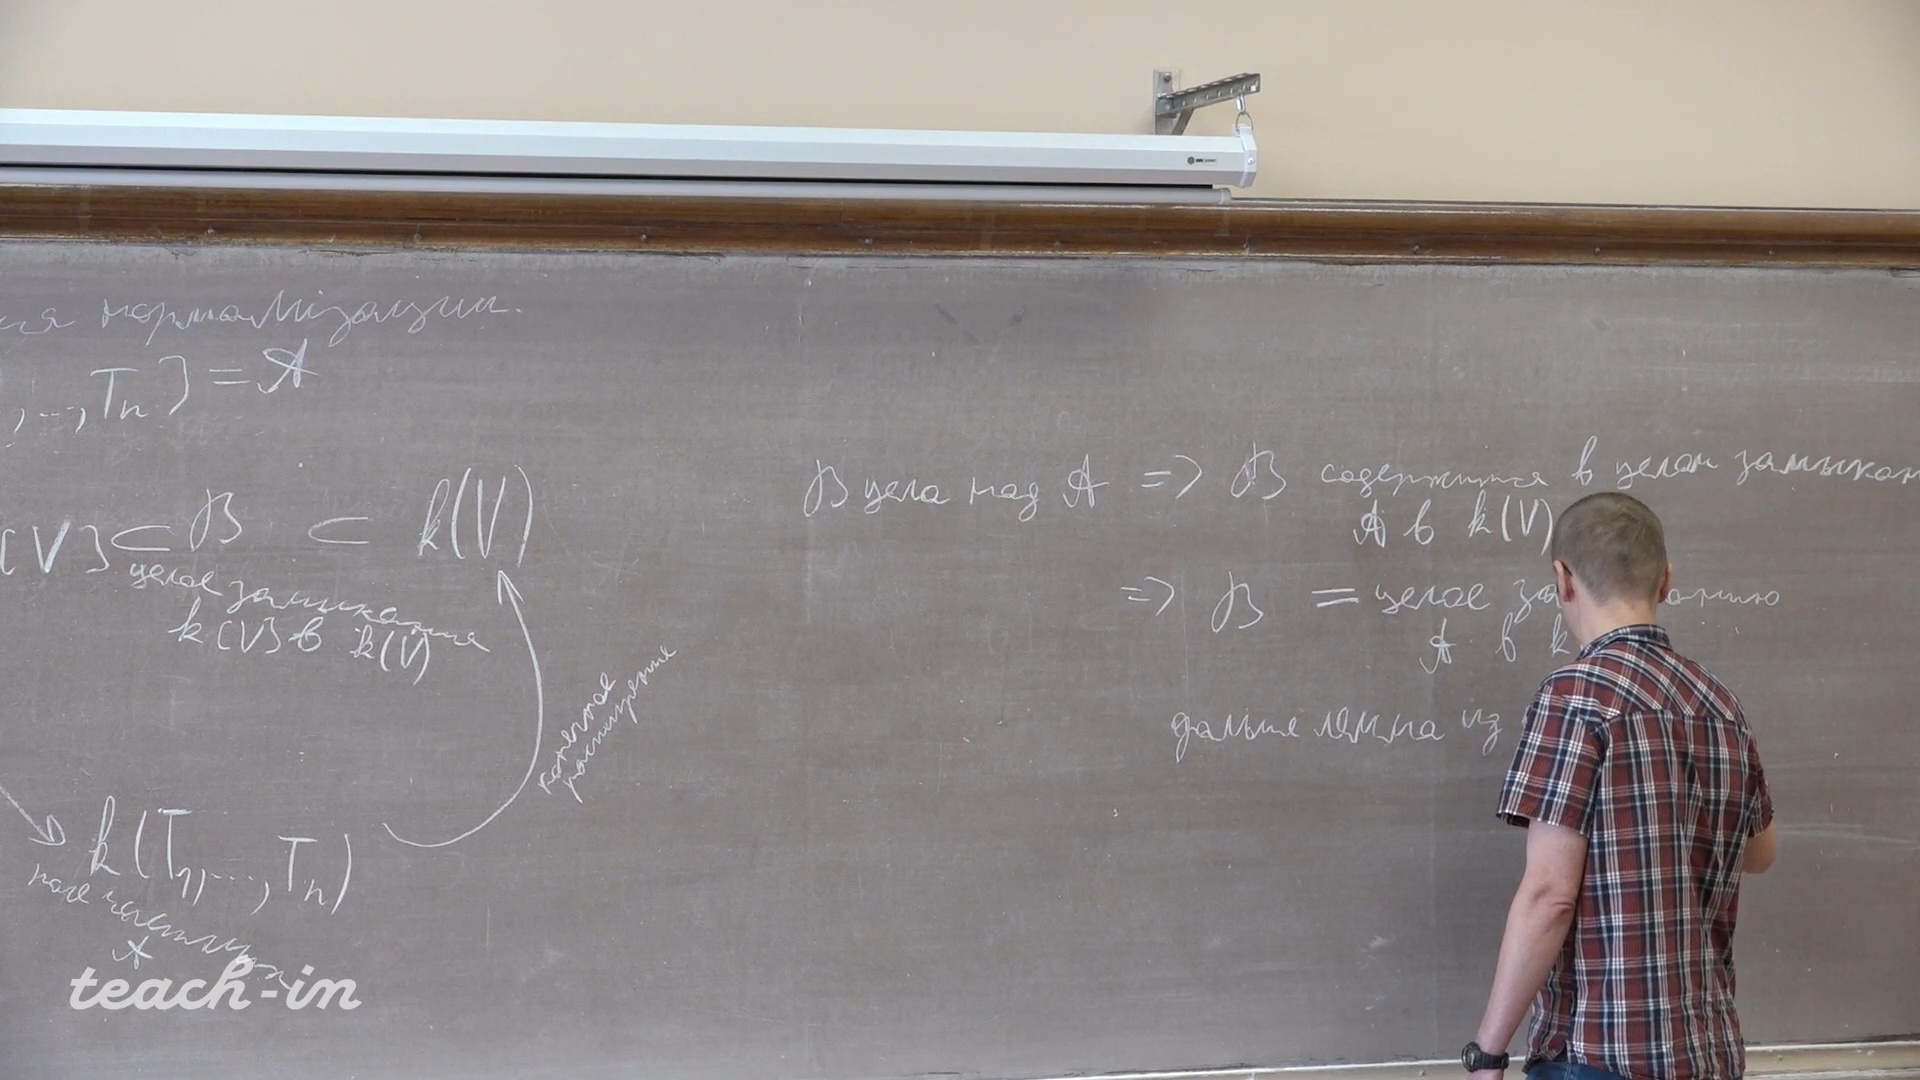 нормализации.
,...,Tn] = A
[V] ⊂ B ⊂ k(V)
целое замыкание
k[V] в k(V)
конечное
расширение
k(T1,...,Tn)
поле частных
A
B цела над A => B содержится в целом
A в k(V)
=> B = целое
A в k
дальше лемма из
teach-in